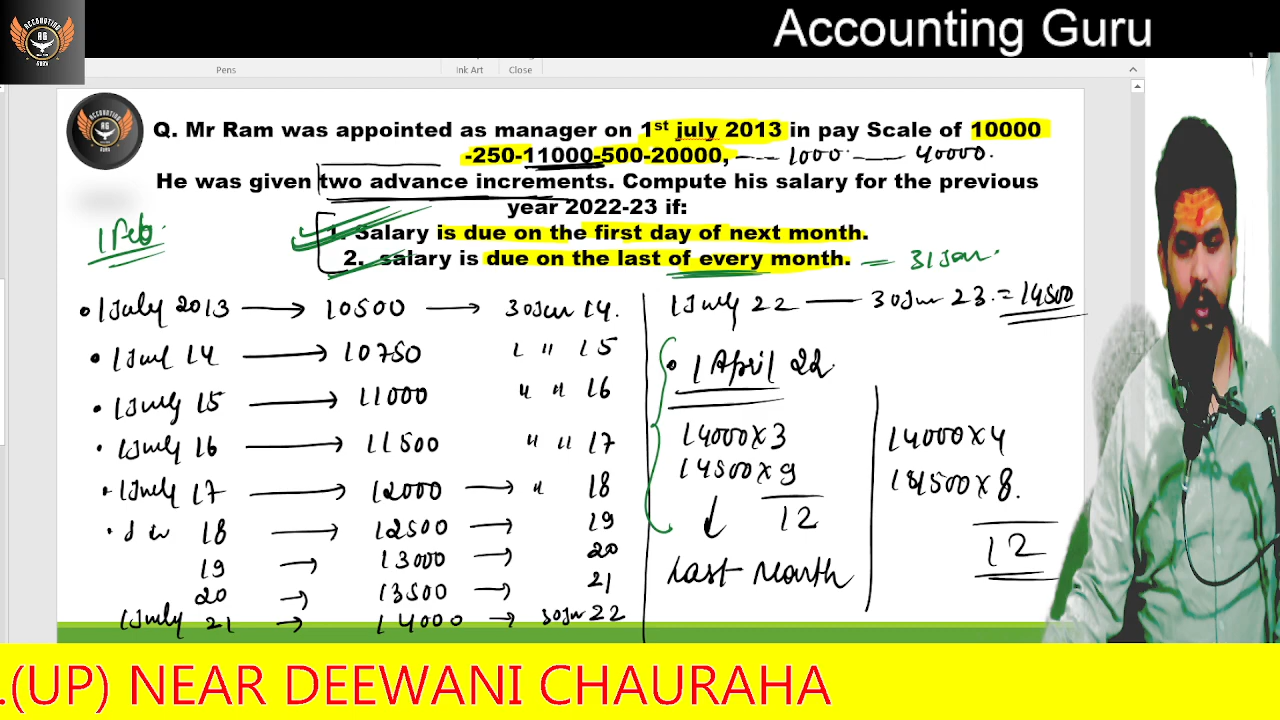 Accounting Guru
ACCOUNTING
AG
GURU
Pens
Ink Art
Close
Q. Mr Ram was appointed as manager on 1st july 2013 in pay Scale of 10000
-250-11000-500-20000, --- 1000 — 40000.
He was given two advance increments. Compute his salary for the previous
year 2022-23 if:
1. Salary is due on the first day of next month.
2. salary is due on the last of every month. = 31 Jan.
1 Feb.
1 July 2013 → 10500 → 30 Jun 14.
1 Jul 14 → 10750 ι " 15
1 July 15 → 11000 " " 16
1 July 16 → 11500 " " 17
1 July 17 → 12000 → " 18
18 → 12500 → 19
19 → 13000 → 20
20 → 13500 → 21
1 July 21 → 14000 → 30 Jun 22
1 July 22 — 30 Jun 23. = 14500
1 April 22.
14000 x 3
14500 x 9
↓ 12
Last Month
14000 x 4
14500 x 8.
12
.(UP) NEAR DEEWANI CHAURAHA